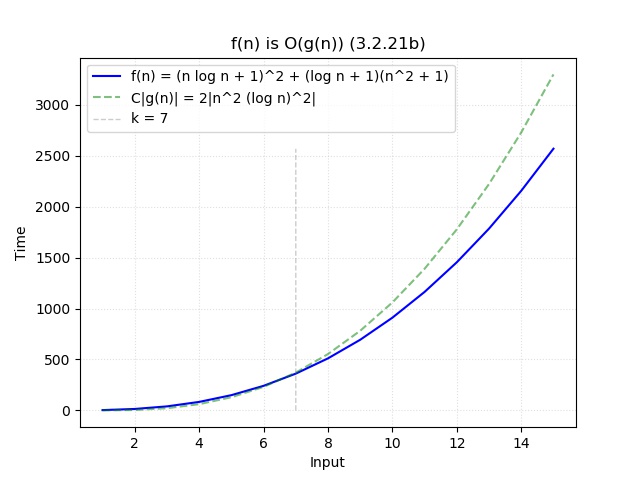 f(n) is O(g(n)) (3.2.21b)
f(n) = (n log n + 1)^2 + (log n + 1)(n^2 + 1)
C|g(n)| = 2|n^2 (log n)^2|
k = 7
3000
2500
2000
1500
1000
500
0
Time
2 4 6 8 10 12 14
Input